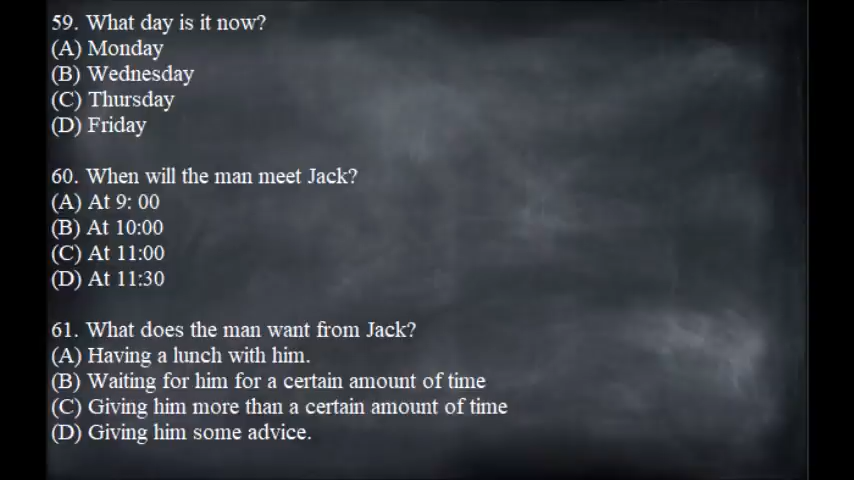 59. What day is it now?
(A) Monday
(B) Wednesday
(C) Thursday
(D) Friday
60. When will the man meet Jack?
(A) At 9: 00
(B) At 10:00
(C) At 11:00
(D) At 11:30
61. What does the man want from Jack?
(A) Having a lunch with him.
(B) Waiting for him for a certain amount of time
(C) Giving him more than a certain amount of time
(D) Giving him some advice.